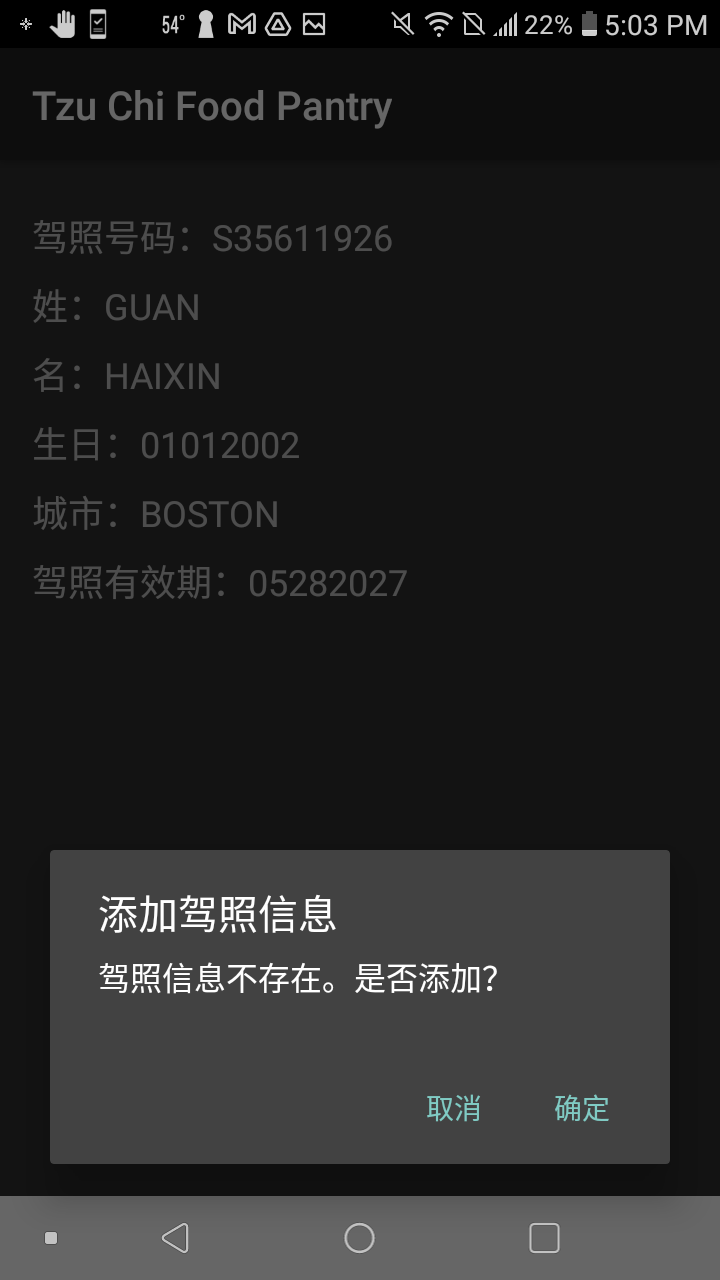 54° 22% 5:03 PM
Tzu Chi Food Pantry
驾照号码：S35611926
姓：GUAN
名：HAIXIN
生日：01012002
城市：BOSTON
驾照有效期：05282027
添加驾照信息
驾照信息不存在。是否添加？
取消 确定